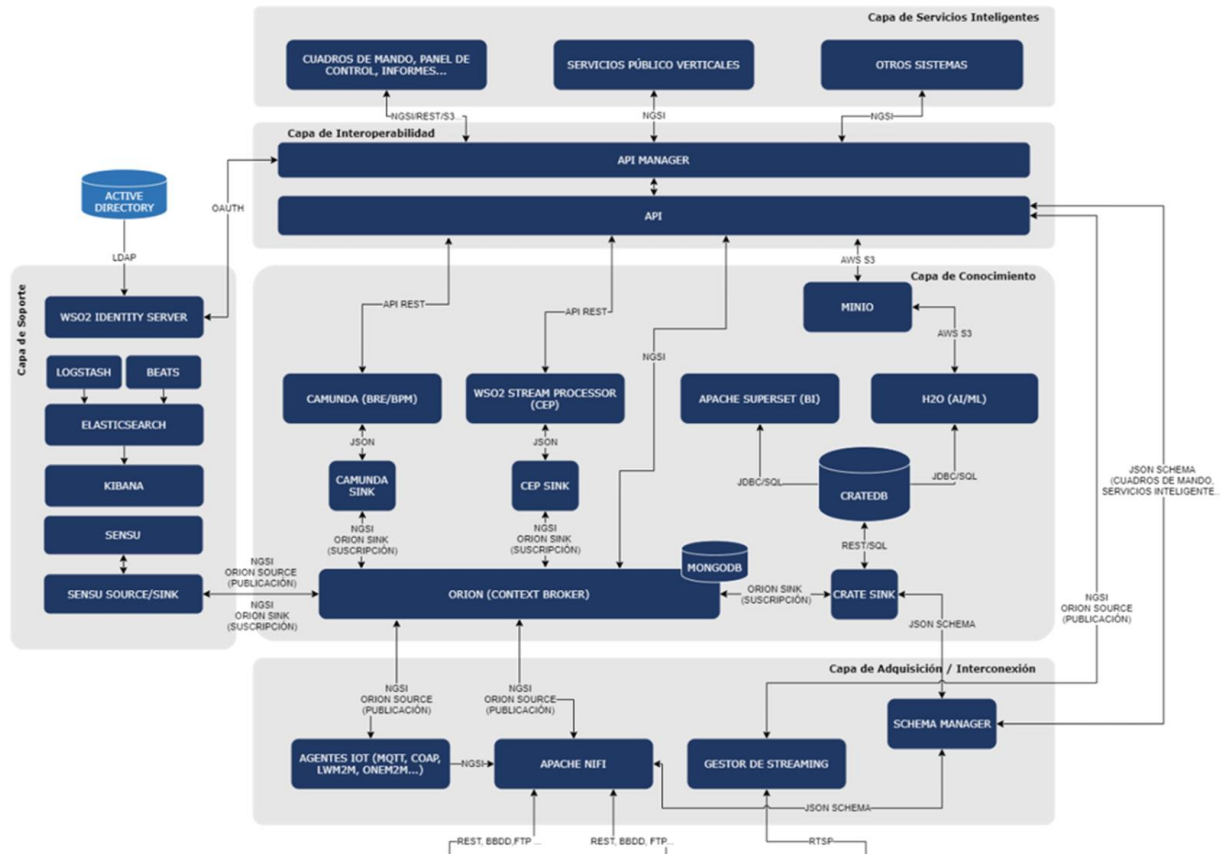 Capa de Servicios Inteligentes
CUADROS DE MANDO, PANEL DE
CONTROL, INFORMES...
SERVICIOS PÚBLICO VERTICALES
OTROS SISTEMAS
NGSI/REST/S3...
NGSI
NGSI
Capa de Interoperabilidad
API MANAGER
API
ACTIVE
DIRECTORY
OAUTH
LDAP
Capa de Soporte
WSO2 IDENTITY SERVER
LOGSTASH
BEATS
ELASTICSEARCH
KIBANA
SENSU
SENSU SOURCE/SINK
NGSI
ORION SOURCE
(PUBLICACIÓN)
NGSI
ORION SINK
(SUSCRIPCIÓN)
Capa de Conocimiento
API REST
API REST
NGSI
AWS S3
MINIO
AWS S3
CAMUNDA (BRE/BPM)
WSO2 STREAM PROCESSOR
(CEP)
APACHE SUPERSET (BI)
H2O (AI/ML)
JSON
JSON
CAMUNDA
SINK
CEP SINK
JDBC/SQL
CRATEDB
JDBC/SQL
NGSI
ORION SINK
(SUSCRIPCIÓN)
NGSI
ORION SINK
(SUSCRIPCIÓN)
REST/SQL
MONGODB
ORION (CONTEXT BROKER)
ORION SINK
(SUSCRIPCIÓN)
CRATE SINK
JSON SCHEMA
JSON SCHEMA
(CUADROS DE MANDO,
SERVICIOS INTELIGENTE...
NGSI
ORION SOURCE
(PUBLICACIÓN)
Capa de Adquisición / Interconexión
NGSI
ORION SOURCE
(PUBLICACIÓN)
NGSI
ORION SOURCE
(PUBLICACIÓN)
SCHEMA MANAGER
AGENTES IOT (MQTT, COAP,
LWM2M, ONEM2M...)
NGSI
APACHE NIFI
GESTOR DE STREAMING
JSON SCHEMA
REST, BBDD,FTP ...
REST, BBDD, FTP...
RTSP